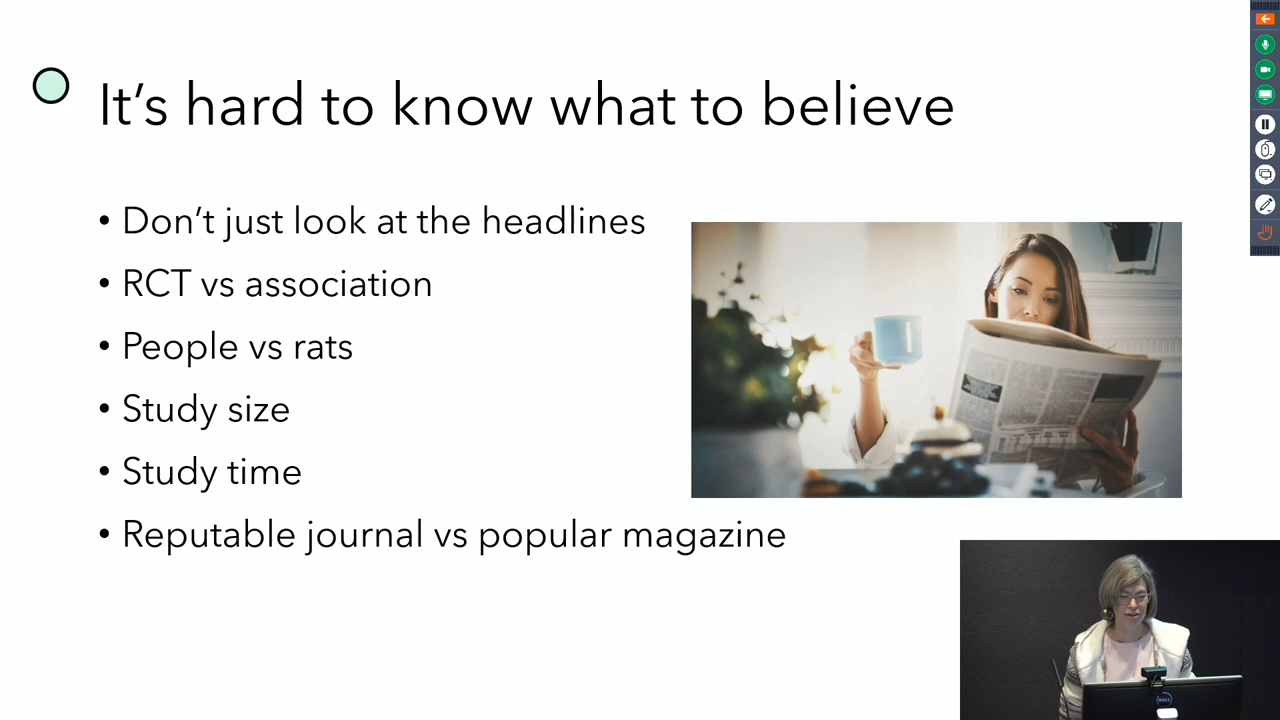 It’s hard to know what to believe
• Don’t just look at the headlines
• RCT vs association
• People vs rats
• Study size
• Study time
• Reputable journal vs popular magazine
DELL